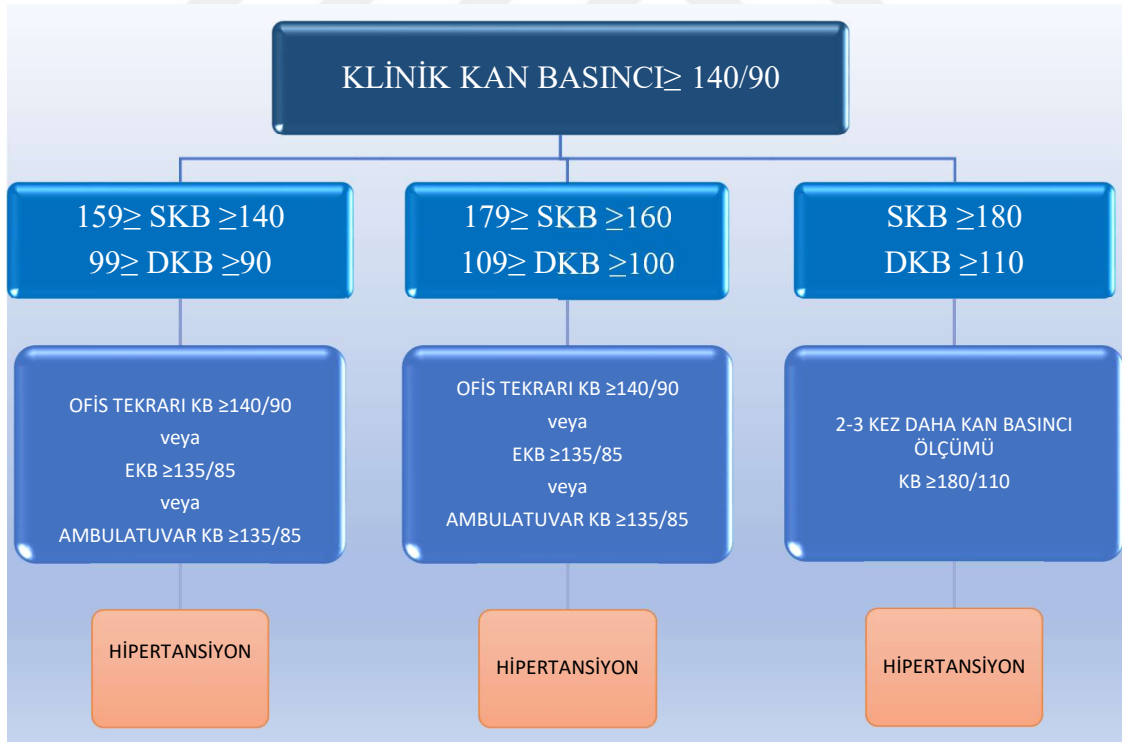 KLİNİK KAN BASINCI≥ 140/90
159≥ SKB ≥140
99≥ DKB ≥90
179≥ SKB ≥160
109≥ DKB ≥100
SKB ≥180
DKB ≥110
OFİS TEKRARI KB ≥140/90
veya
EKB ≥135/85
veya
AMBULATUVAR KB ≥135/85
OFİS TEKRARI KB ≥140/90
veya
EKB ≥135/85
veya
AMBULATUVAR KB ≥135/85
2-3 KEZ DAHA KAN BASINCI
ÖLÇÜMÜ
KB ≥180/110
HİPERTANSİYON
HİPERTANSİYON
HİPERTANSİYON